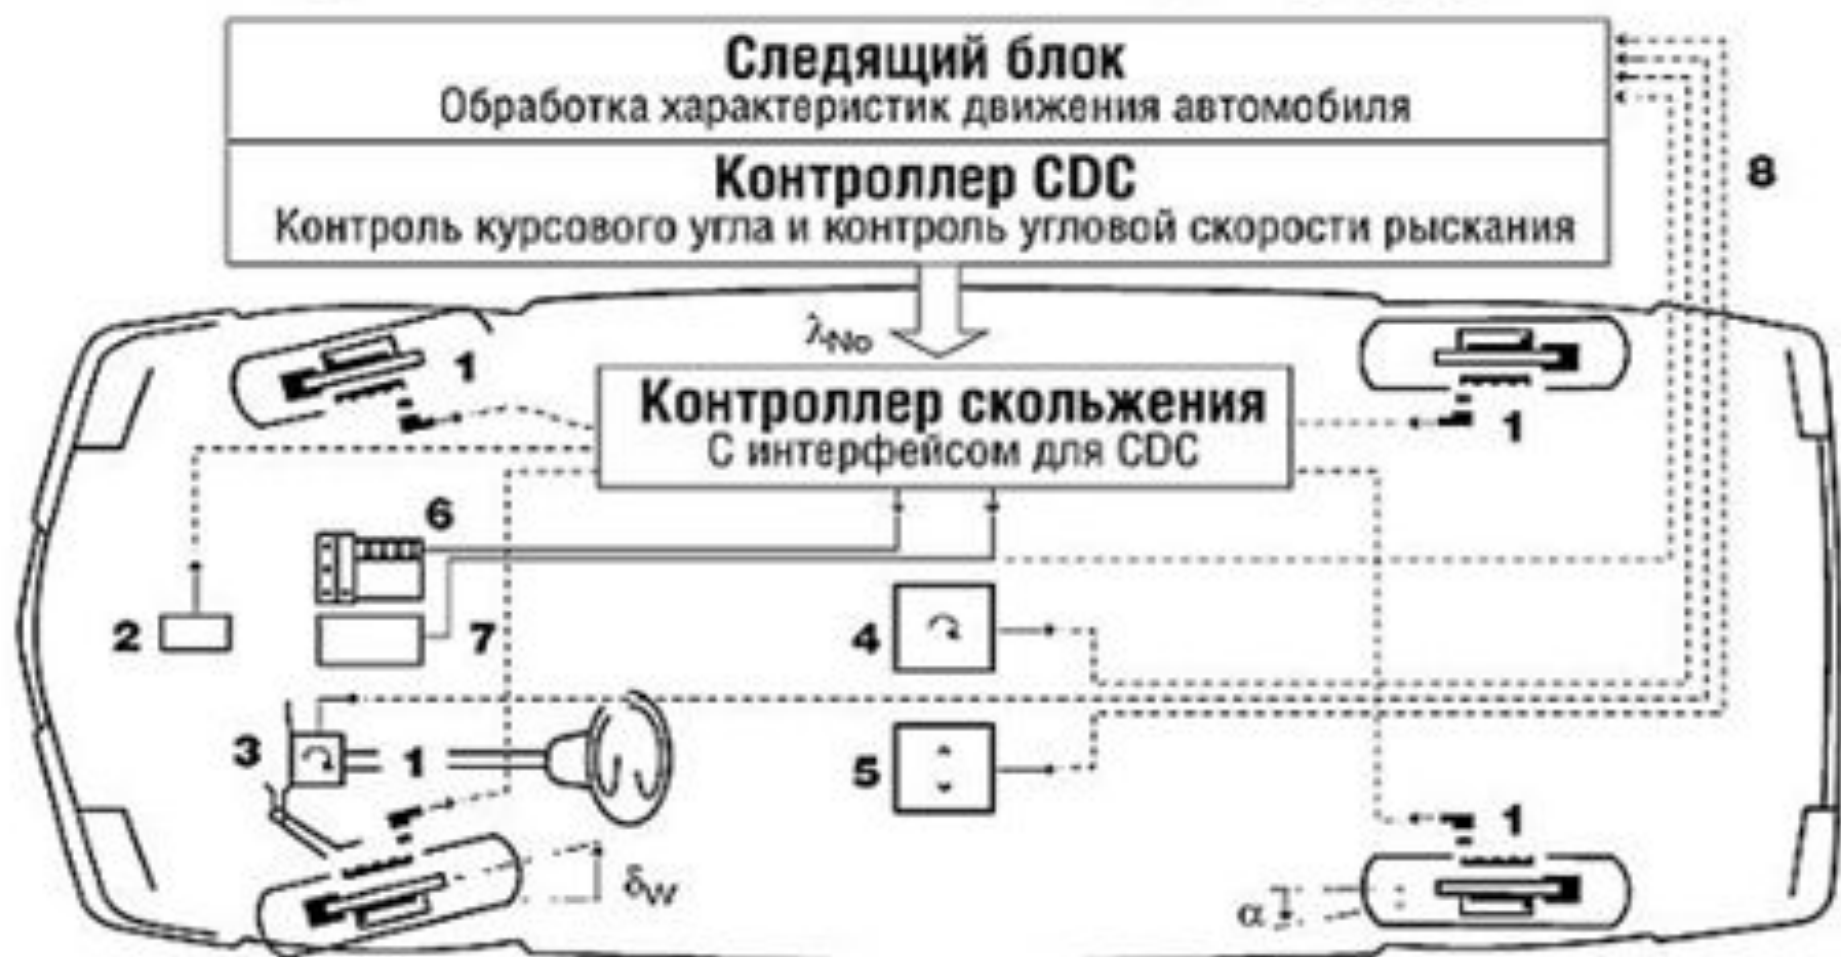 Следящий блок
Обработка характеристик движения автомобиля
Контроллер CDC
Контроль курсового угла и контроль угловой скорости рыскания
8
λNo
1
1
Контроллер скольжения
С интерфейсом для CDC
6
2
7
4
3
1
5
1
δW
α